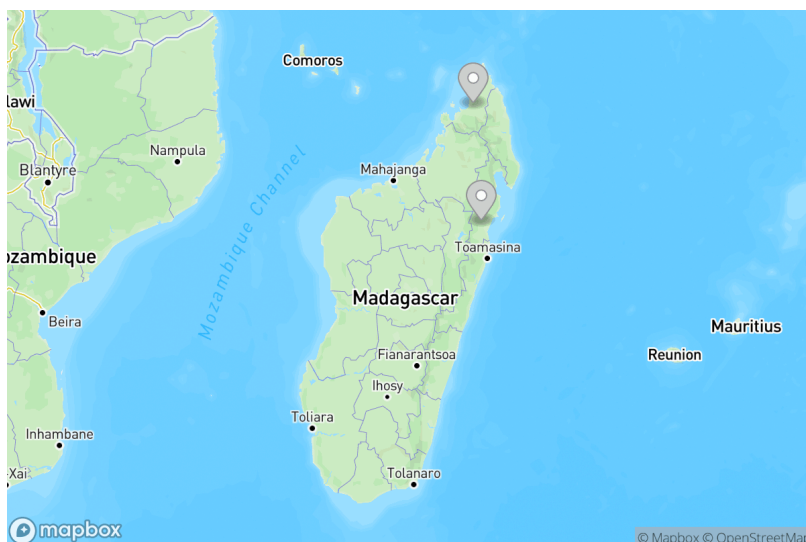 Comoros
lawi
Nampula
Blantyre
Mahajanga
Mozambique Channel
ozambique
Toamasina
Madagascar
Beira
Mauritius
Reunion
Fianarantsoa
Ihosy
Toliara
Inhambane
-Xai
Tolanaro
mapbox
© Mapbox © OpenStreetMap